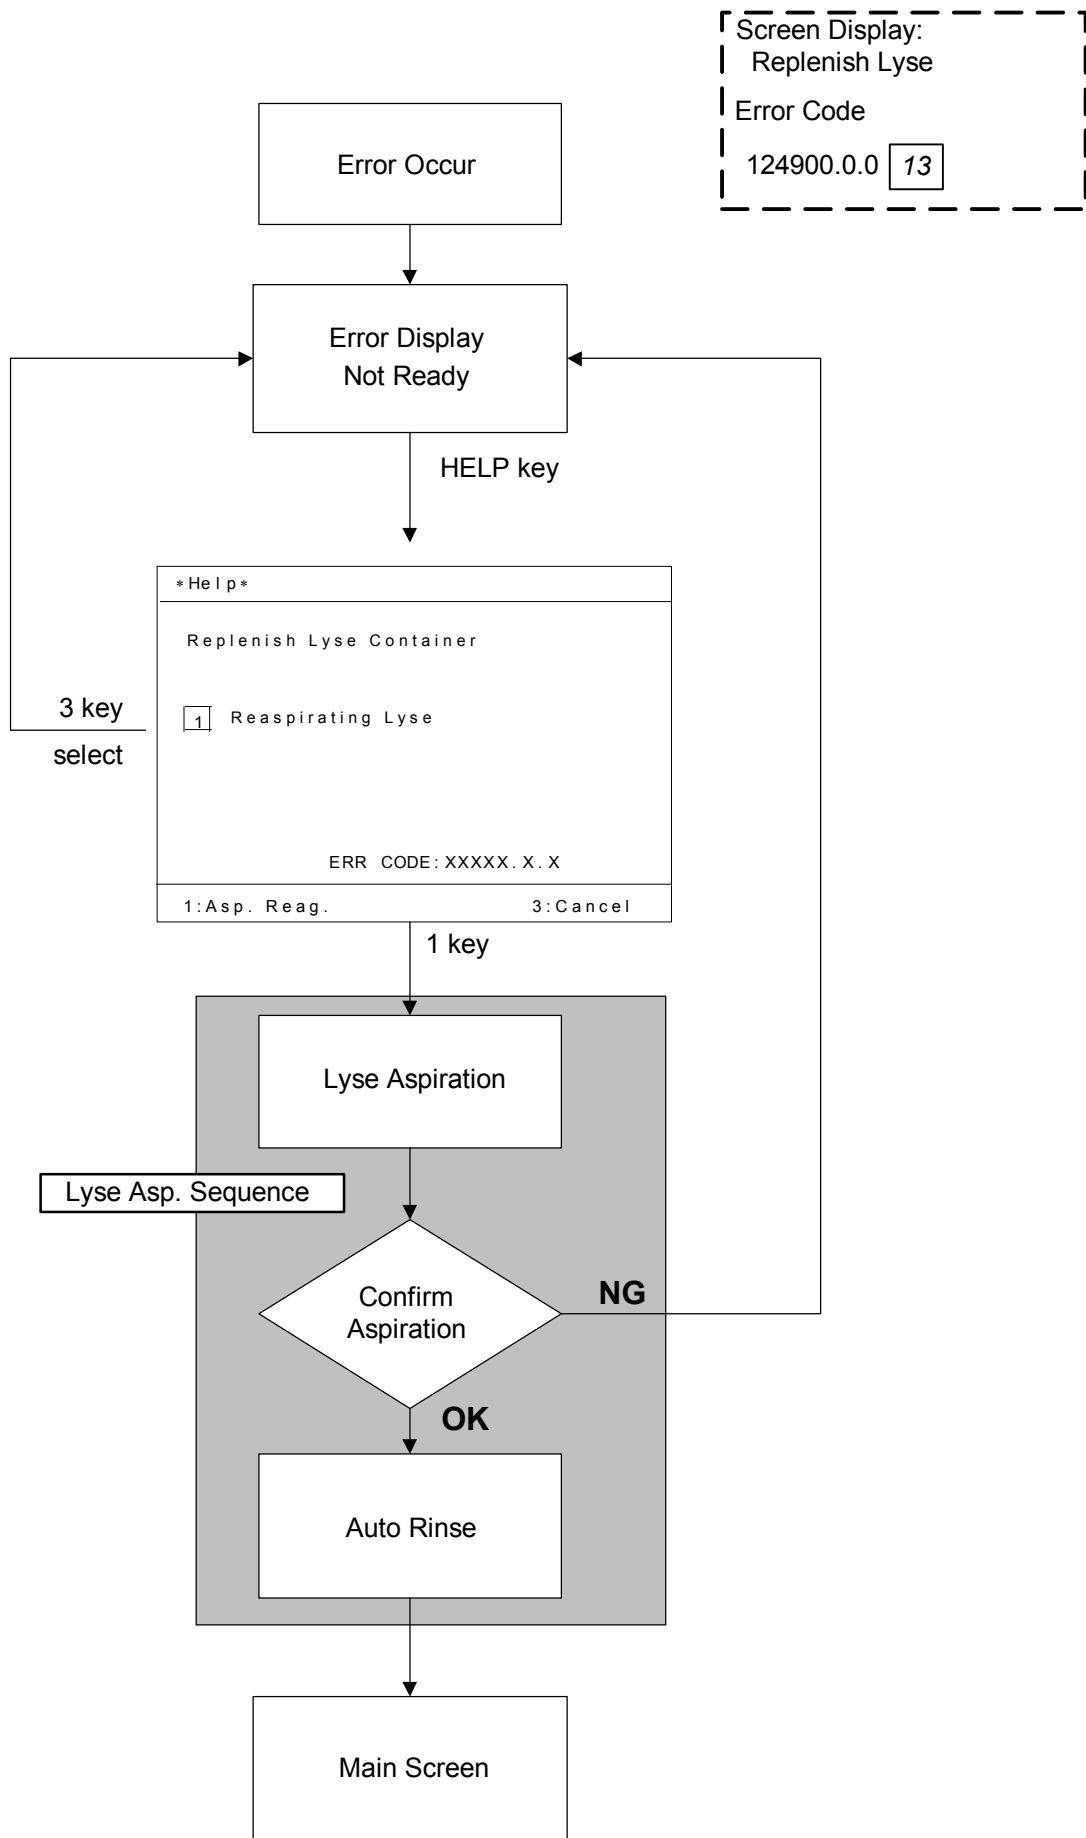 Screen Display:
Replenish Lyse
Error Code
124900.0.0 13
Error Occur
Error Display
Not Ready
HELP key
*Help*
Replenish Lyse Container
1 Reaspirating Lyse
ERR CODE:XXXXX.X.X
1:Asp. Reag. 3:Cancel
3 key
select
1 key
Lyse Aspiration
Lyse Asp. Sequence
Confirm
Aspiration
NG
OK
Auto Rinse
Main Screen